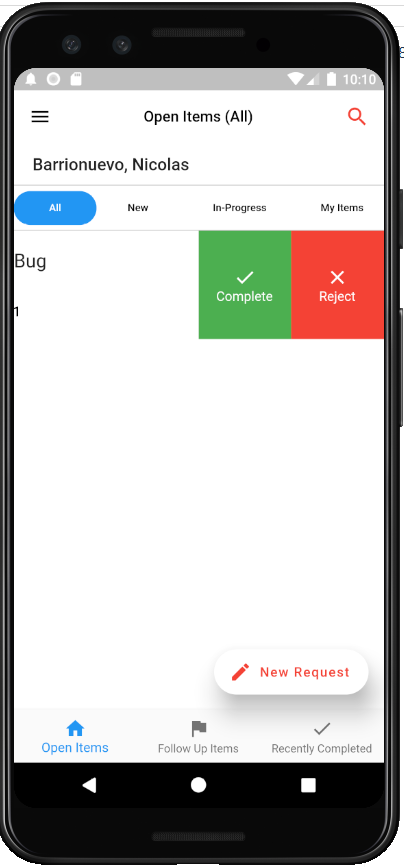 10:10
Open Items (All)
Barrionuevo, Nicolas
All New In-Progress My Items
Bug
Complete Reject
1
New Request
Open Items Follow Up Items Recently Completed